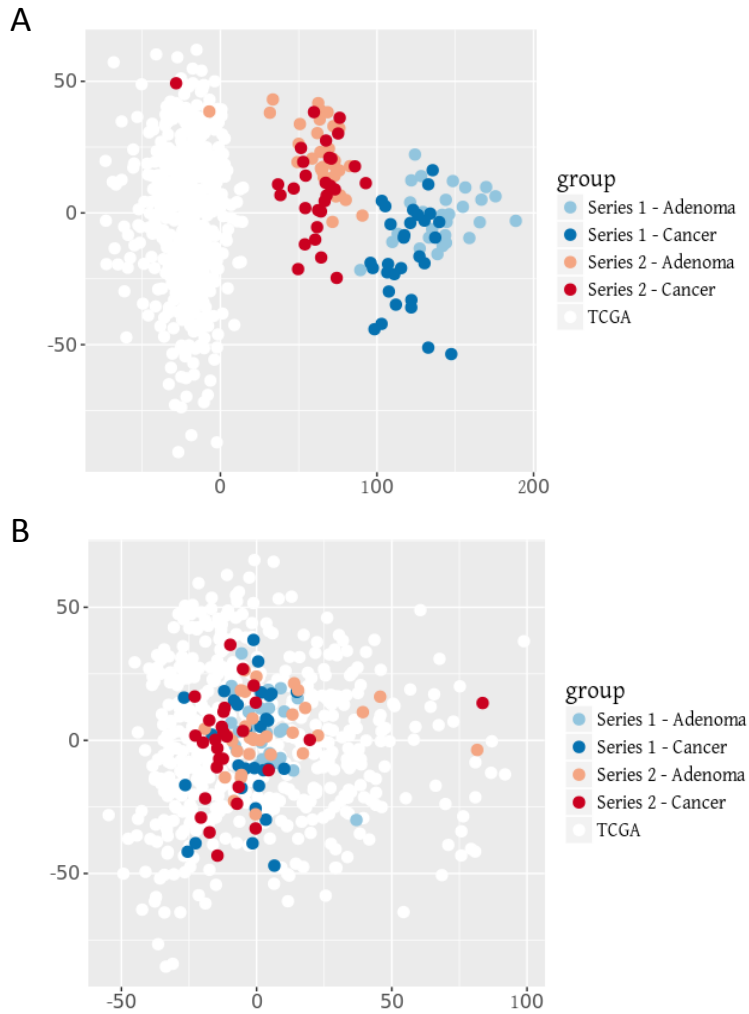 A
50
0
-50
0
100
200
group
Series 1 - Adenoma
Series 1 - Cancer
Series 2 - Adenoma
Series 2 - Cancer
TCGA
B
50
0
-50
-50
0
50
100
group
Series 1 - Adenoma
Series 1 - Cancer
Series 2 - Adenoma
Series 2 - Cancer
TCGA